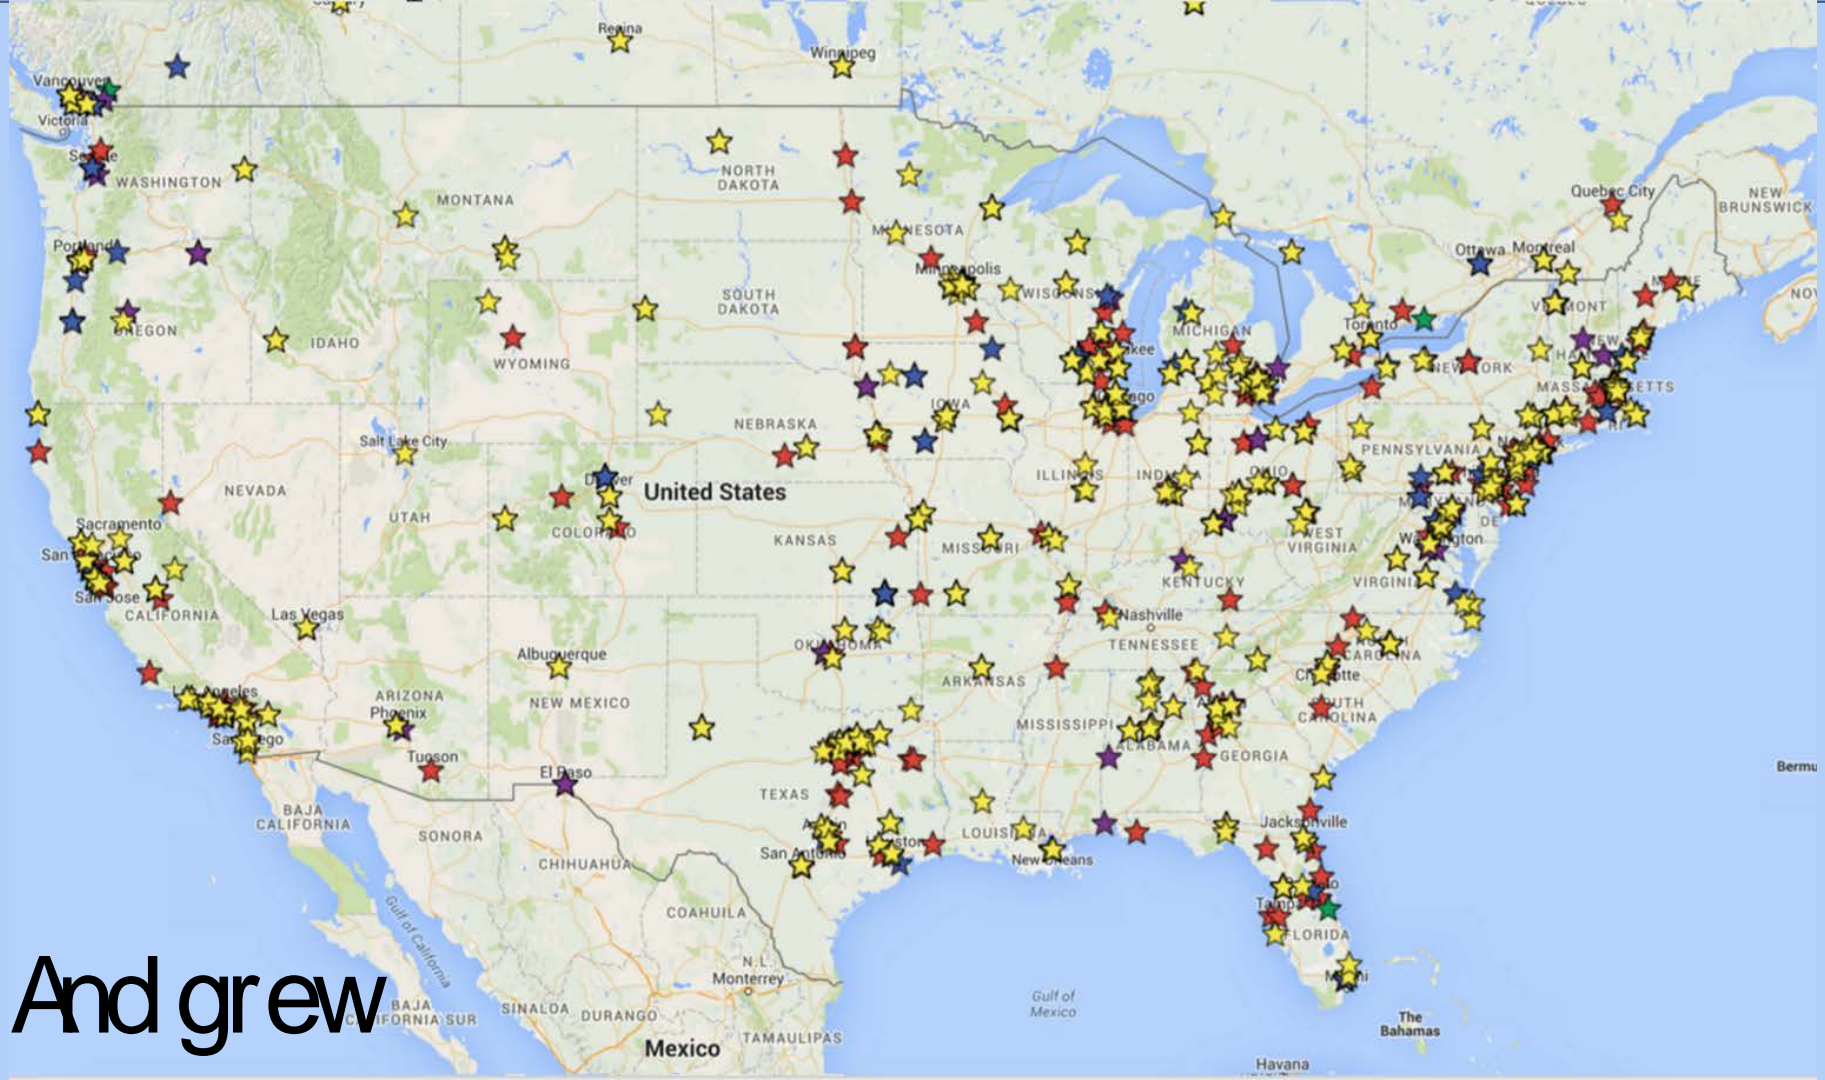 Regina
Winnipeg
Vancouver
Victoria
WASHINGTON
MONTANA
NORTH
DAKOTA
Quebec City
NEW
BRUNSWICK
Portland
MINNESOTA
Minneapolis
Ottawa
Montreal
WISCONSIN
SOUTH
DAKOTA
MICHIGAN
Toronto
VERMONT
MAINE
OREGON
IDAHO
WYOMING
NEW YORK
MASSACHUSETTS
IOWA
NEBRASKA
Salt Lake City
PENNSYLVANIA
ILLINOIS
INDIANA
OHIO
Denver
United States
NEVADA
UTAH
COLORADO
KANSAS
MISSOURI
WEST
VIRGINIA
Washington
DE
Sacramento
San Francisco
San Jose
CALIFORNIA
KENTUCKY
VIRGINIA
Las Vegas
Nashville
TENNESSEE
OKLAHOMA
Albuquerque
ARKANSAS
CAROLINA
Charlotte
Los Angeles
ARIZONA
Phoenix
NEW MEXICO
MISSISSIPPI
SOUTH
CAROLINA
San Diego
ALABAMA
GEORGIA
Tucson
El Paso
Bermu
BAJA
CALIFORNIA
SONORA
TEXAS
Jacksonville
CHIHUAHUA
San Antonio
Houston
LOUISIANA
New Orleans
COAHUILA
Tampa
FLORIDA
Gulf of California
N.L.
Monterrey
Miami
And grew
BAJA
CALIFORNIA SUR
SINALOA
DURANGO
Gulf of
Mexico
The
Bahamas
Mexico
TAMAULIPAS
Havana